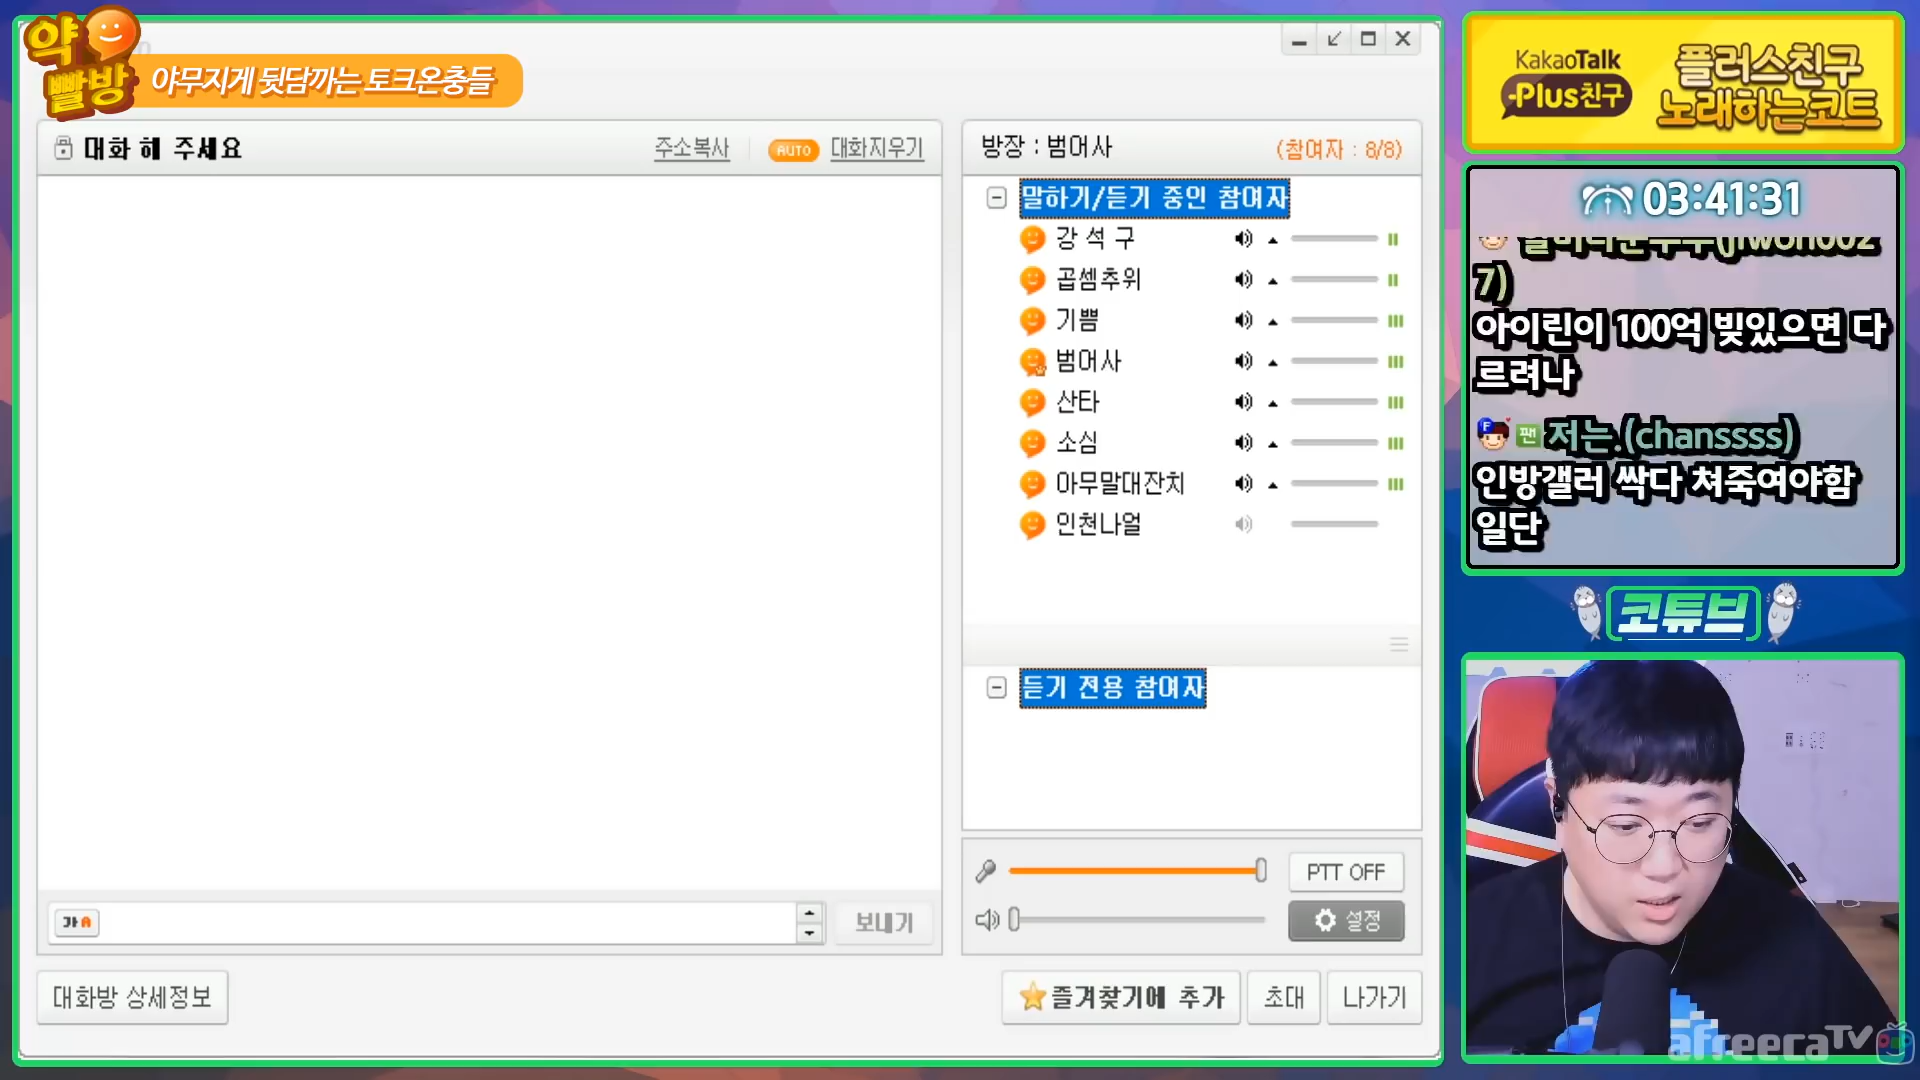 약빨방
야무지게 뒷담까는 토크온충들
대화 해 주세요
주소복사
AUTO
대화지우기
가A
보내기
대화방 상세정보
방장 : 범어사
(참여자 : 8/8)
말하기/듣기 중인 참여자
강 석 구
곱셈추위
기쁨
범어사
산타
소심
아무말대잔치
인천나얼
듣기 전용 참여자
PTT OFF
설정
즐겨찾기에 추가
초대
나가기
KakaoTalk
Plus친구
플러스친구
노래하는코트
03:41:31
7)
아이린이 100억 빚있으면 다
르려나
F 팬 저는.(chanssss)
인방갤러 싹다 쳐죽여야함
일단
코튜브
afreecaTV